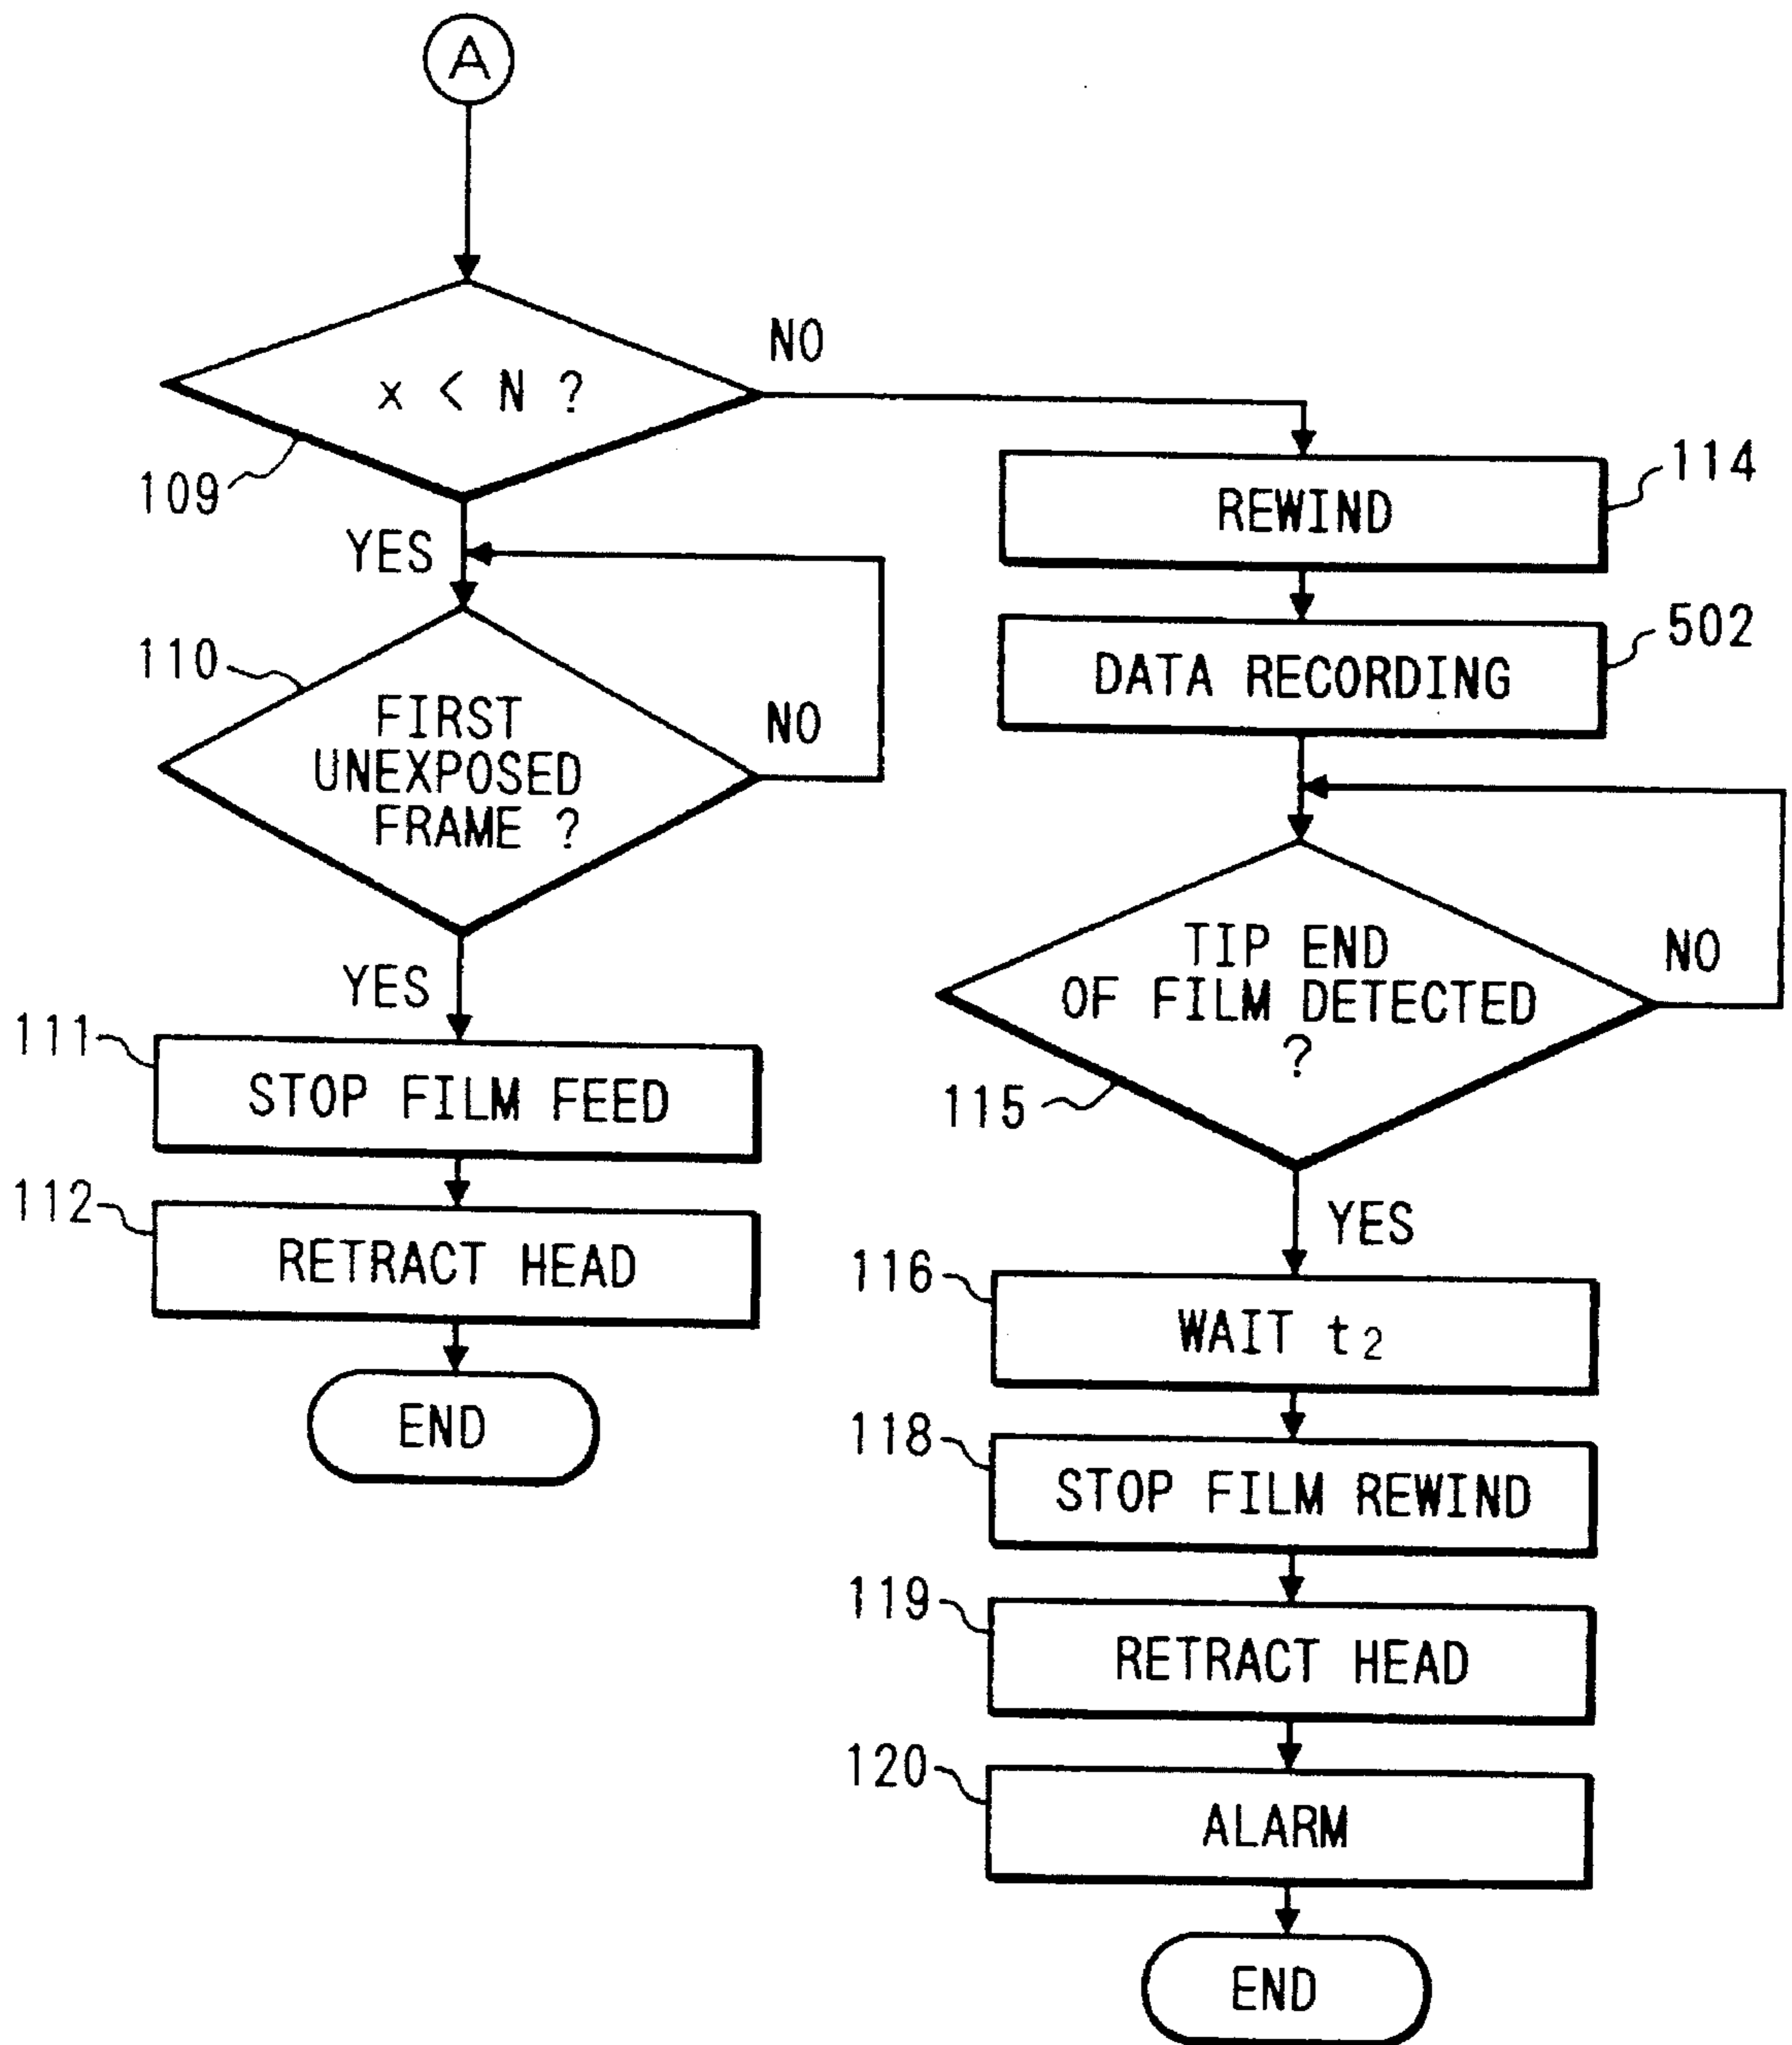 A
x < N ?
NO
109
YES
110
FIRST
UNEXPOSED
FRAME ?
NO
YES
111
STOP FILM FEED
112
RETRACT HEAD
END
REWIND
114
DATA RECORDING
502
TIP END
OF FILM DETECTED
?
NO
115
YES
116
WAIT t2
118
STOP FILM REWIND
119
RETRACT HEAD
120
ALARM
END